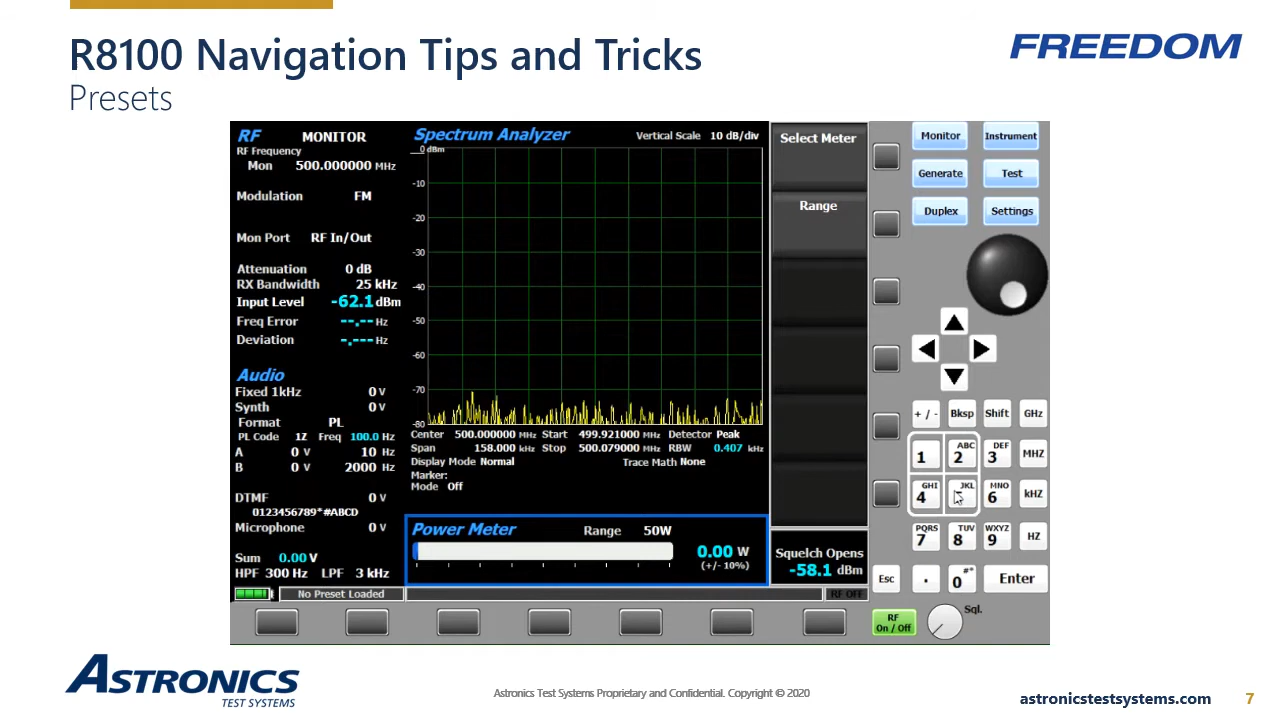 R8100 Navigation Tips and Tricks
Presets
FREEDOM
RF MONITOR
RF Frequency
Mon 500.000000 MHz
Modulation FM
Mon Port RF In/Out
Attenuation 0 dB
RX Bandwidth 25 kHz
Input Level -62.1 dBm
Freq Error --.-- Hz
Deviation -.--- Hz
Audio
Fixed 1kHz 0 V
Synth 0 V
Format PL
PL Code 1Z Freq 100.0 Hz
A 0 V 10 Hz
B 0 V 2000 Hz
DTMF 0 V
0123456789*#ABCD
Microphone 0 V
Sum 0.00 V
HPF 300 Hz LPF 3 kHz
No Preset Loaded
Spectrum Analyzer Vertical Scale 10 dB/div
0 dBm
-10
-20
-30
-40
-50
-60
-70
-80
Center 500.000000 MHz Start 499.921000 MHz Detector Peak
Span 158.000 kHz Stop 500.079000 MHz RBW 0.407 kHz
Display Mode Normal Trace Math None
Marker:
Mode Off
Power Meter Range 50W
0.00 W
(+/- 10%)
Select Meter
Range
Squelch Opens
-58.1 dBm
RF OFF
Monitor Instrument
Generate Test
Duplex Settings
+ / - Bksp Shift GHz
1 ABC 2 DEF 3 MHZ
GHI 4 JKL MNO 6 kHZ
PQRS 7 TUV 8 WXYZ 9 HZ
Esc . 0 #* Enter
RF
On / Off
Sql.
ASTRONICS
TEST SYSTEMS
Astronics Test Systems Proprietary and Confidential. Copyright © 2020
astronicstestsystems.com 7